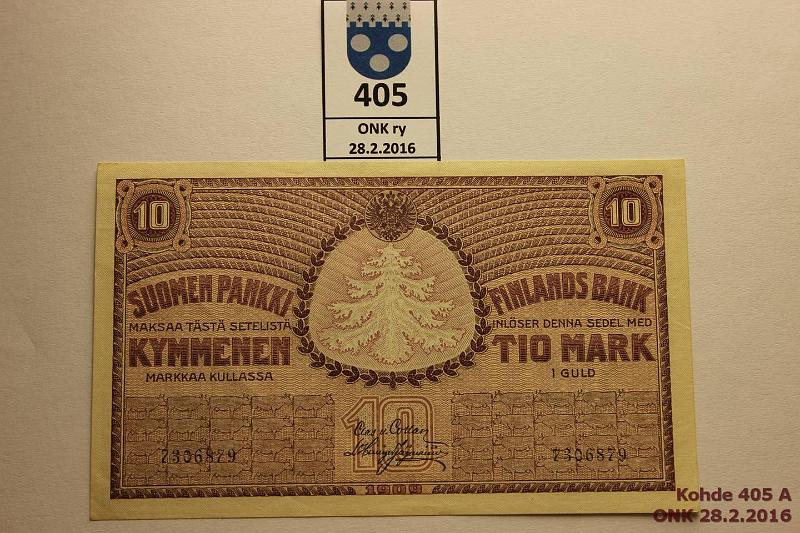 405
ONK ry
28.2.2016
10 10
SUOMEN PANKKI FINLANDS BANK
MAKSAA TÄSTÄ SETELISTÄ INLÖSER DENNA SEDEL MED
KYMMENEN TIO MARK
MARKKAA KULLASSA I GULD
10
7306879 7306879
1909
Kohde 405 A
ONK 28.2.2016